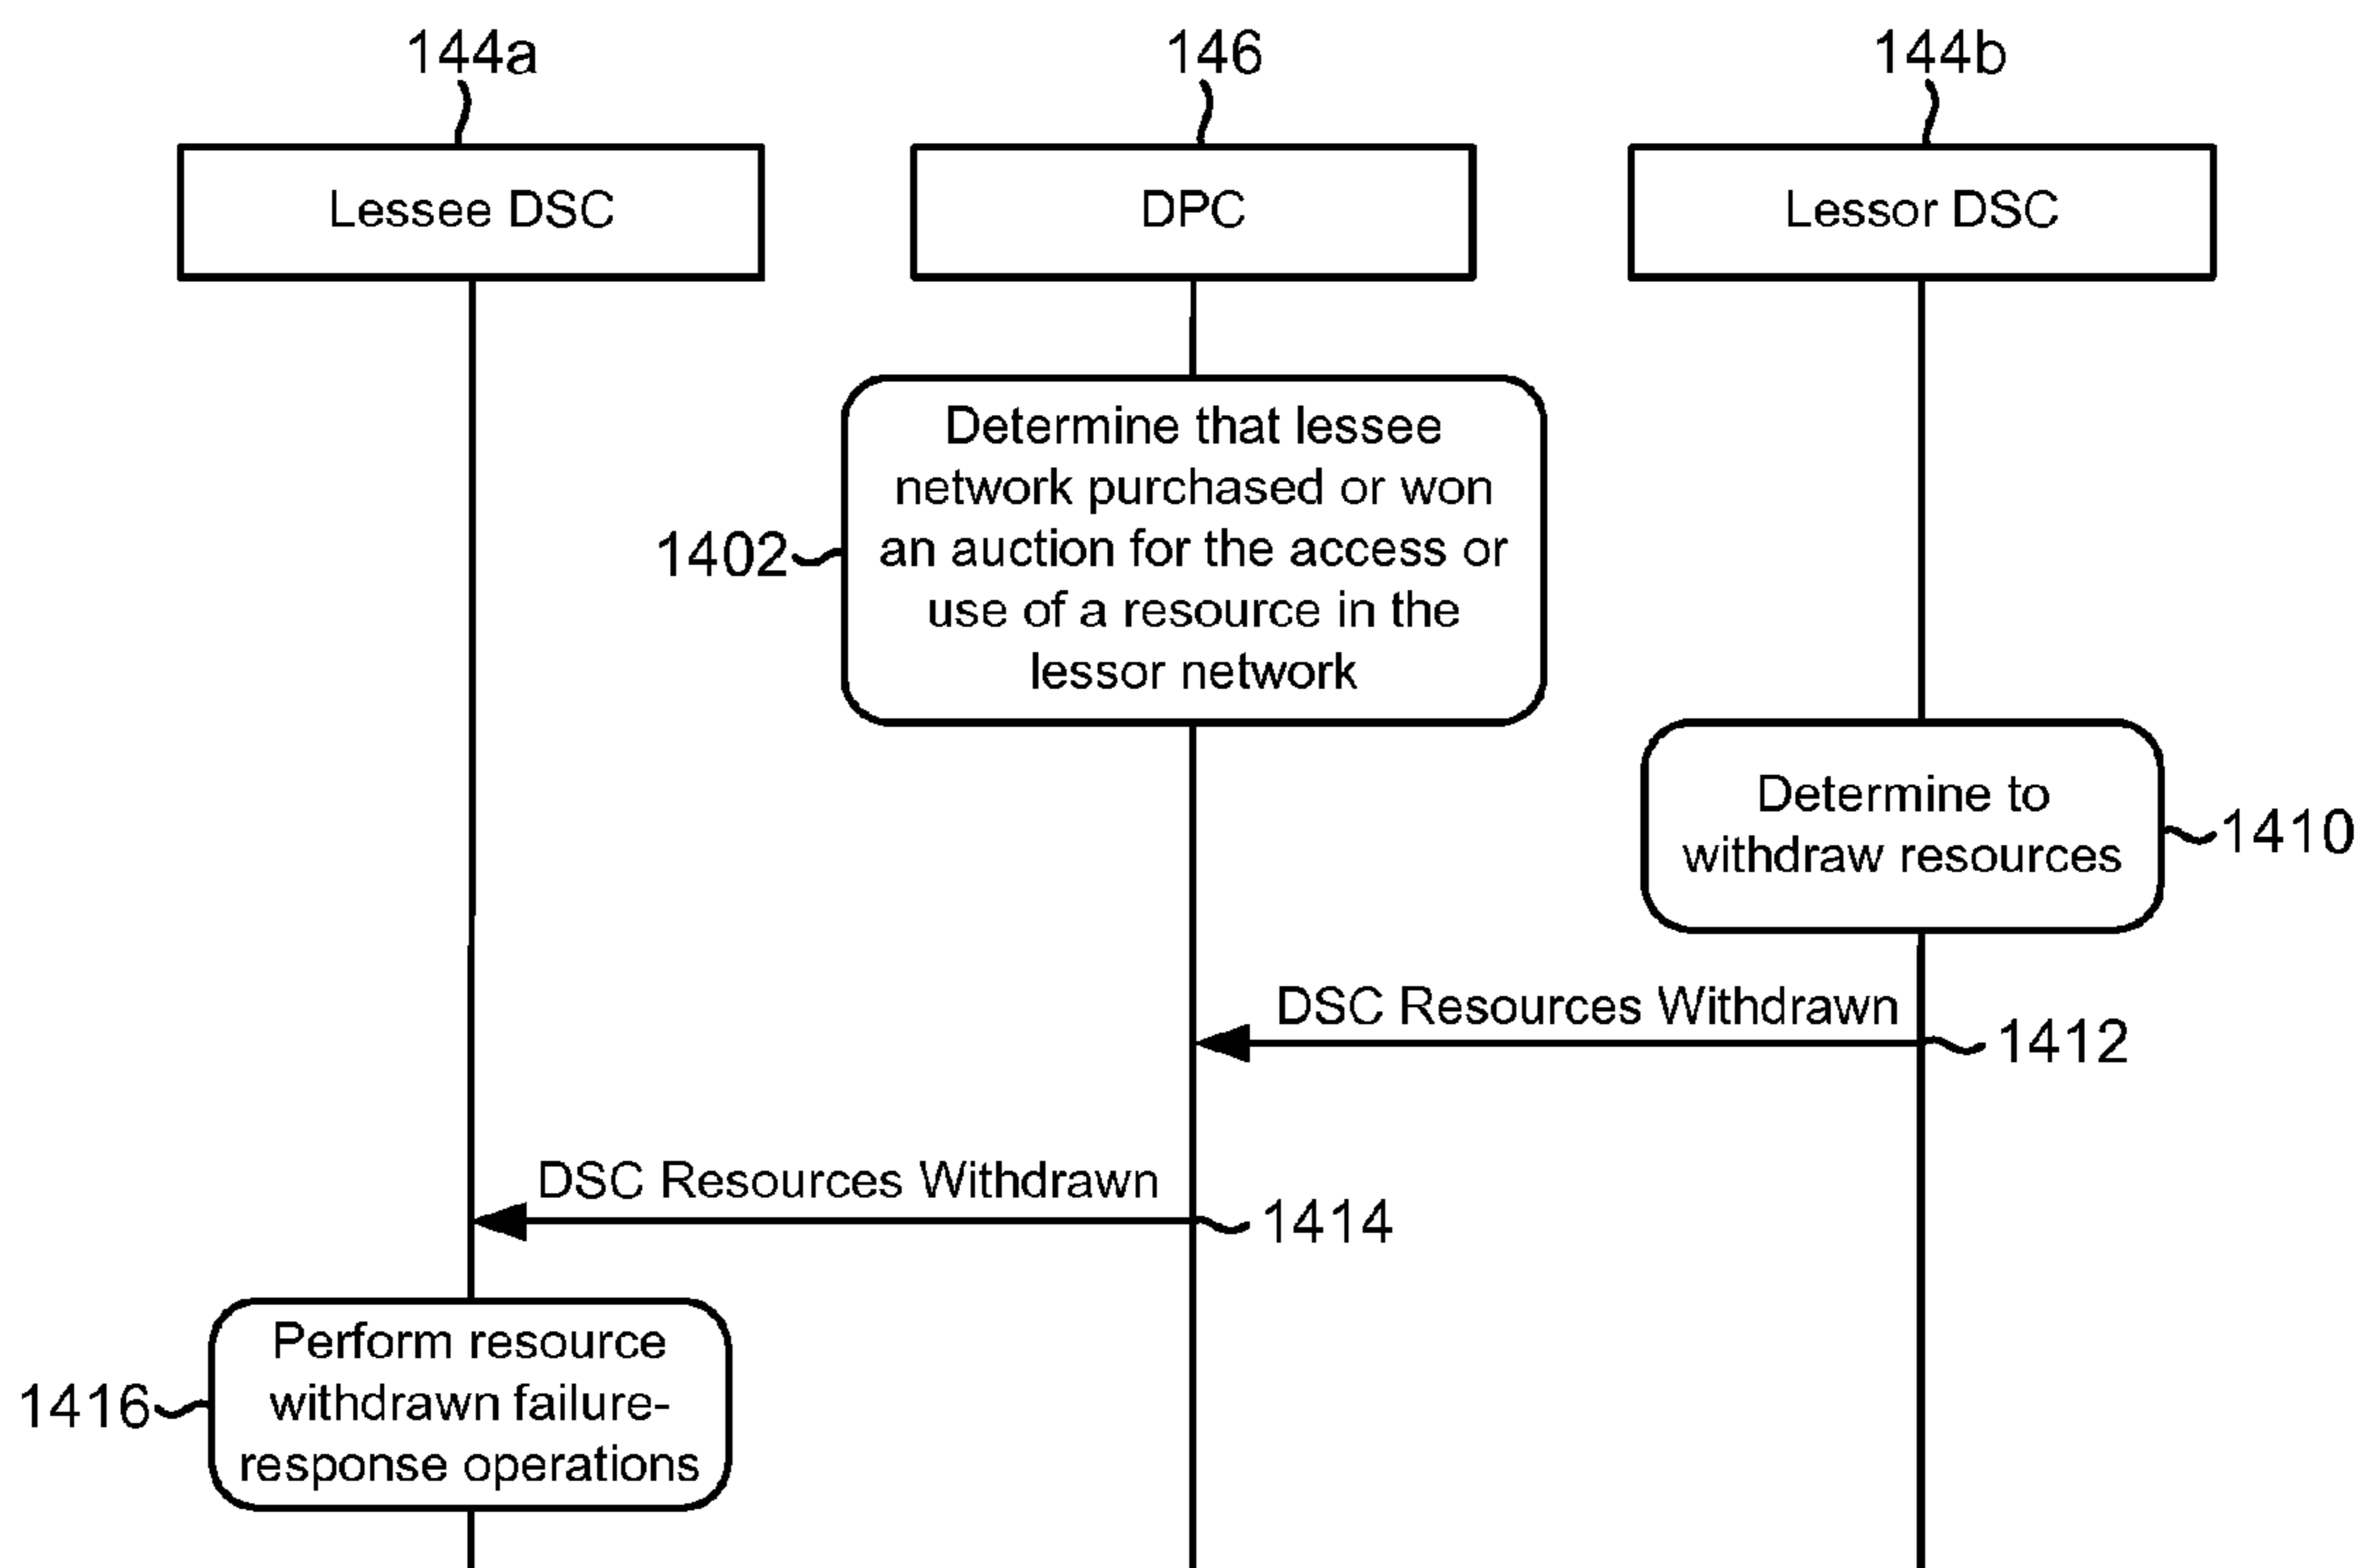 144a
146
144b
Lessee DSC
DPC
Lessor DSC
Determine that lessee
network purchased or won
an auction for the access or
use of a resource in the
lessor network
1402
Determine to
withdraw resources
1410
DSC Resources Withdrawn
1412
DSC Resources Withdrawn
1414
Perform resource
withdrawn failure-
response operations
1416